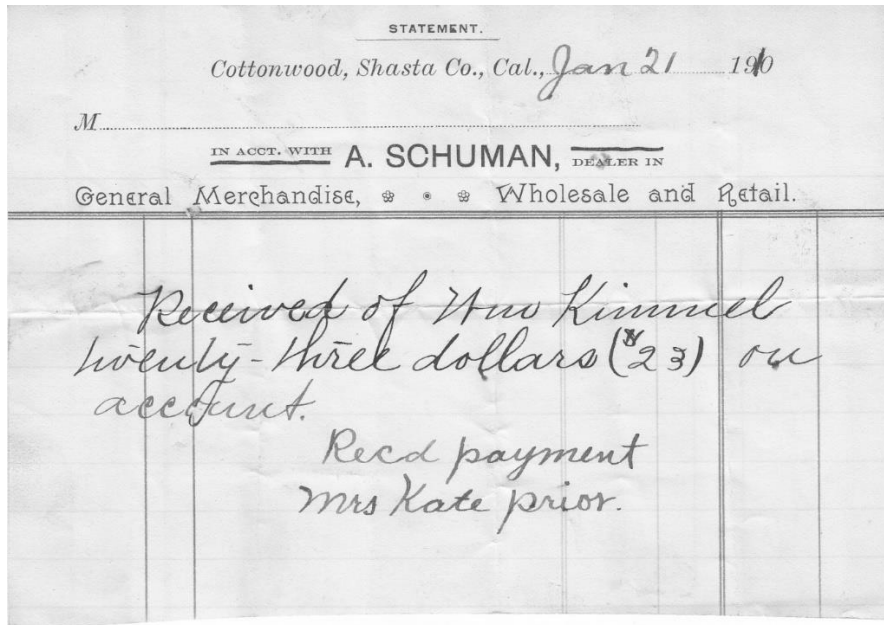 STATEMENT.
Cottonwood, Shasta Co., Cal., Jan 21 1910
M
IN ACCT. WITH A. SCHUMAN, DEALER IN
General Merchandise, Wholesale and Retail.
Received of Wm Kimmel
twenty-three dollars ($23) on
account.
Recd payment
Mrs Kate Prior.